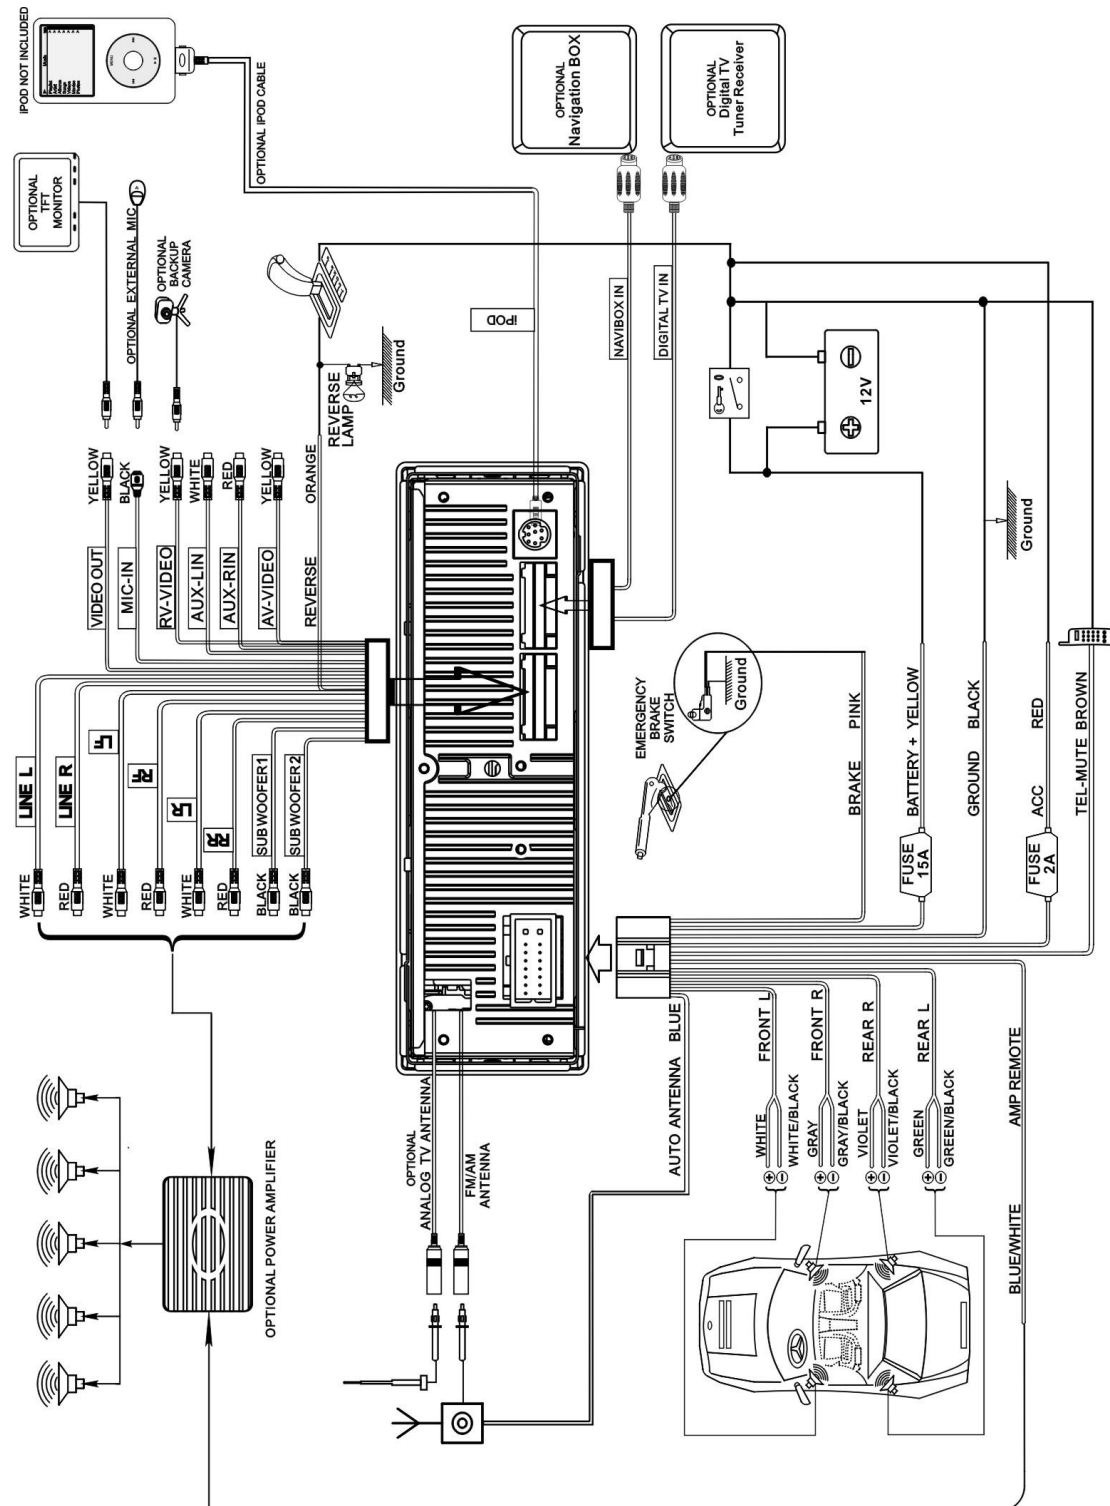 iPOD NOT INCLUDED
MENU
Music
OPTIONAL iPOD CABLE
OPTIONAL
TFT
MONITOR
OPTIONAL EXTERNAL MIC
OPTIONAL
BACKUP
CAMERA
OPTIONAL
Navigation BOX
OPTIONAL
Digital TV
Tuner Receiver
YELLOW
BLACK
YELLOW
WHITE
RED
YELLOW
ORANGE
VIDEO OUT
MIC-IN
RV-VIDEO
AUX-LIN
AUX-RIN
AV-VIDEO
REVERSE
REVERSE
LAMP
Ground
iPOD
NAVIBOX IN
DIGITAL TV IN
12V
Ground
LINE L
LINE R
LF
RF
LR
RR
SUBWOOFER1
SUBWOOFER2
WHITE
RED
WHITE
RED
WHITE
RED
BLACK
BLACK
EMERGENCY
BRAKE
SWITCH
Ground
BRAKE PINK
BATTERY + YELLOW
GROUND BLACK
ACC RED
TEL-MUTE BROWN
FUSE
15A
FUSE
2A
OPTIONAL POWER AMPLIFIER
OPTIONAL
ANALOG TV ANTENNA
FM/AM
ANTENNA
AUTO ANTENNA BLUE
FRONT L
FRONT R
REAR R
REAR L
WHITE
WHITE/BLACK
GRAY
GRAY/BLACK
VIOLET
VIOLET/BLACK
GREEN
GREEN/BLACK
BLUE/WHITE AMP REMOTE